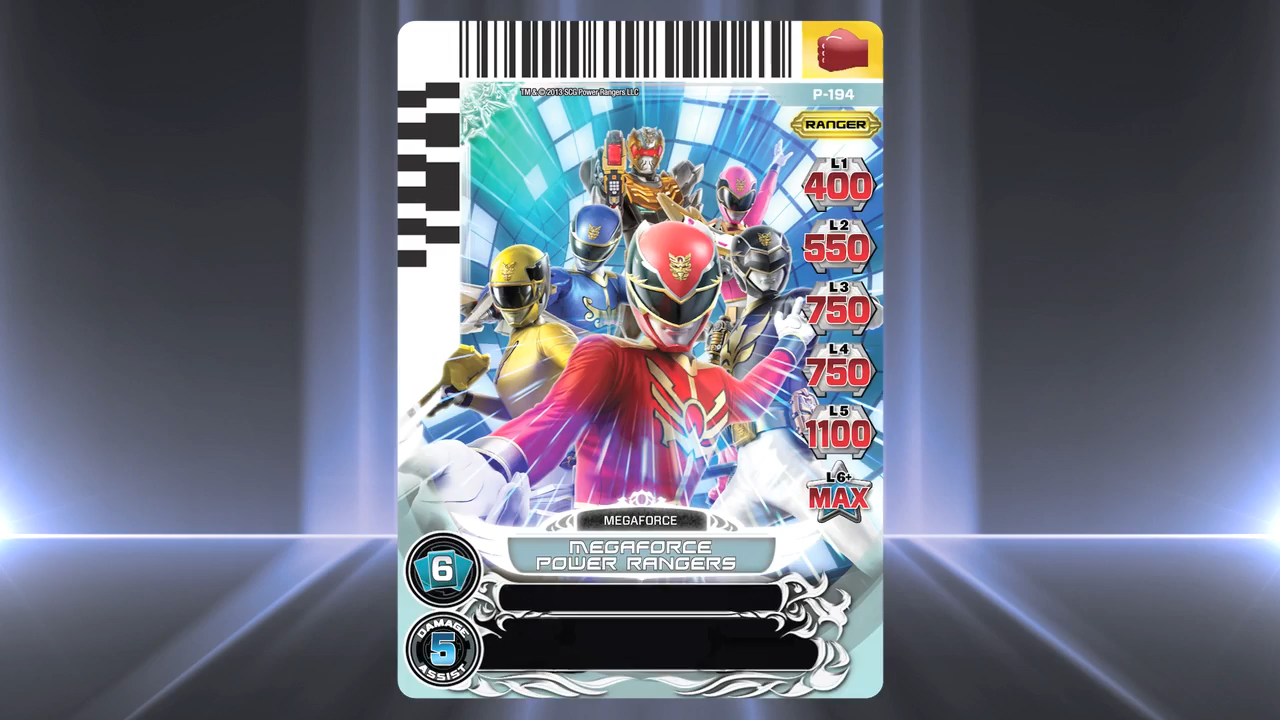 TM & © 2013 SCG Power Rangers LLC
P-194
RANGER
L1
400
L2
550
L3
750
L4
750
L5
1100
L6+
MAX
MEGAFORCE
MEGAFORCE
POWER RANGERS
6
DAMAGE
5
ASSIST